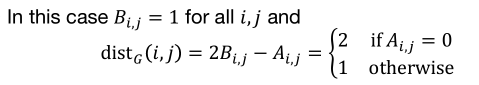 In this case B_{i,j} = 1 for all i, j and
dist_G(i, j) = 2B_{i,j} − A_{i,j} = { 2 if A_{i,j} = 0
1 otherwise